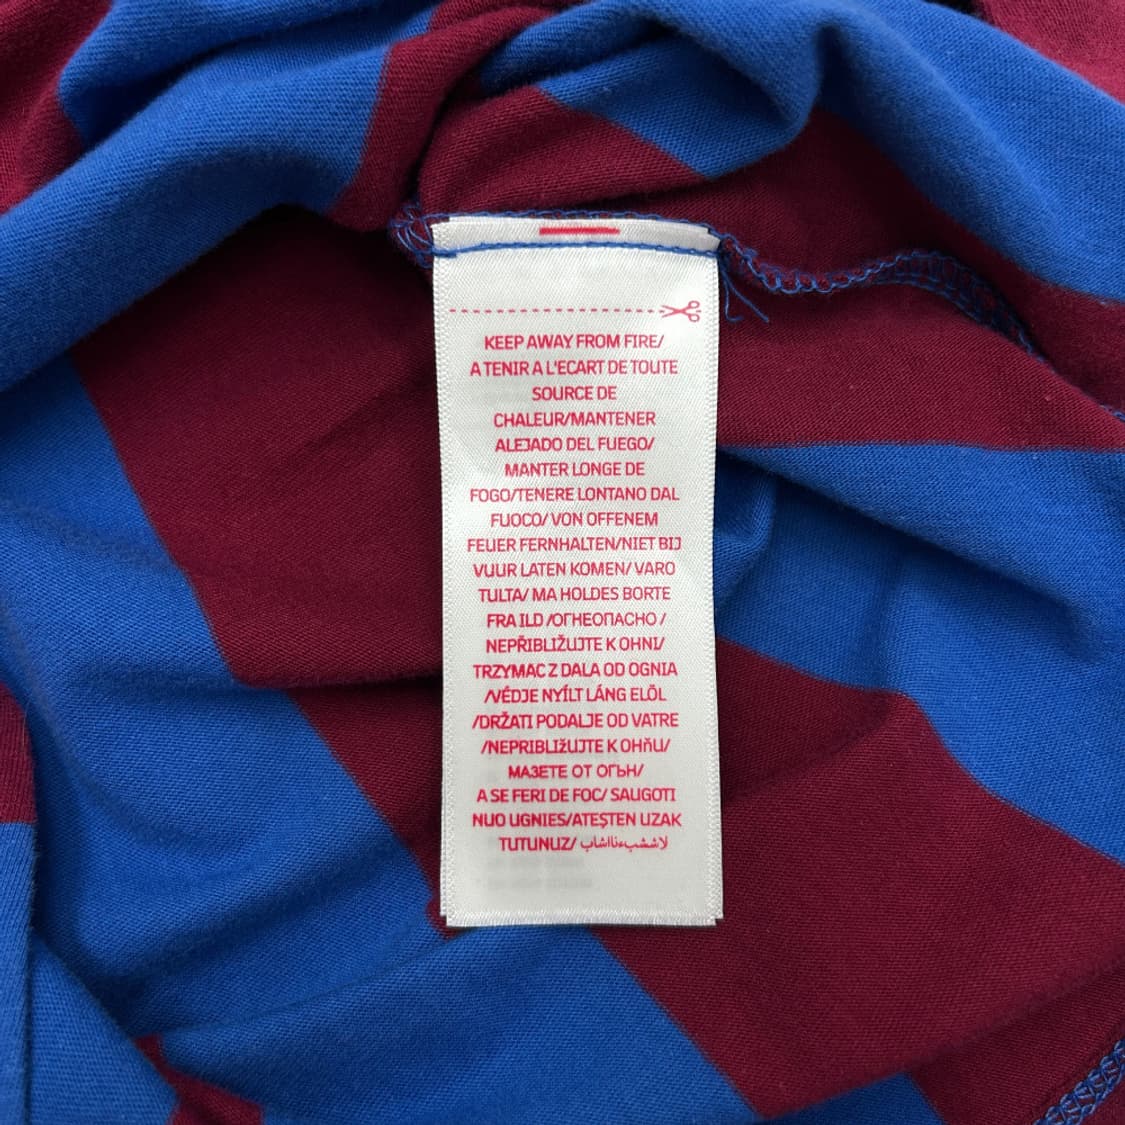 KEEP AWAY FROM FIRE/
A TENIR A L'ECART DE TOUTE
SOURCE DE
CHALEUR/MANTENER
ALEJADO DEL FUEGO/
MANTER LONGE DE
FOGO/TENERE LONTANO DAL
FUOCO/ VON OFFENEM
FEUER FERNHALTEN/NIET BIJ
VUUR LATEN KOMEN/ VARO
TULTA/ MA HOLDES BORTE
FRA ILD /ОГНЕОПАСНО /
NEPŘIBLIŽUJTE K OHNI/
TRZYMAC Z DALA OD OGNIA
/VÉDJE NYÍLT LÁNG ELŐL
/DRŽATI PODALJE OD VATRE
/NEPRIBLIžUJTE K OHňU/
МАЗЕТЕ ОТ ОГЪН/
A SE FERI DE FOC/ SAUGOTI
NUO UGNIES/ATEŞTEN UZAK
TUTUNUZ/